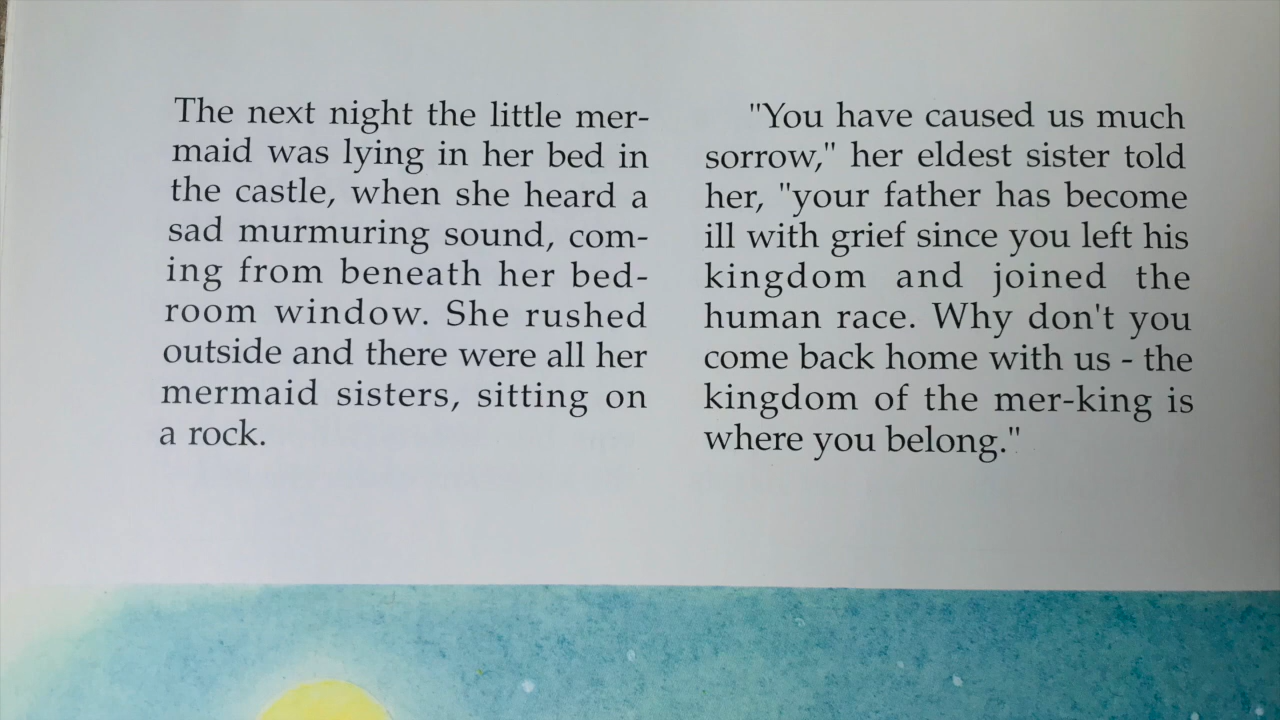 The next night the little mer-
maid was lying in her bed in
the castle, when she heard a
sad murmuring sound, com-
ing from beneath her bed-
room window. She rushed
outside and there were all her
mermaid sisters, sitting on
a rock.
"You have caused us much
sorrow," her eldest sister told
her, "your father has become
ill with grief since you left his
kingdom and joined the
human race. Why don't you
come back home with us - the
kingdom of the mer-king is
where you belong."